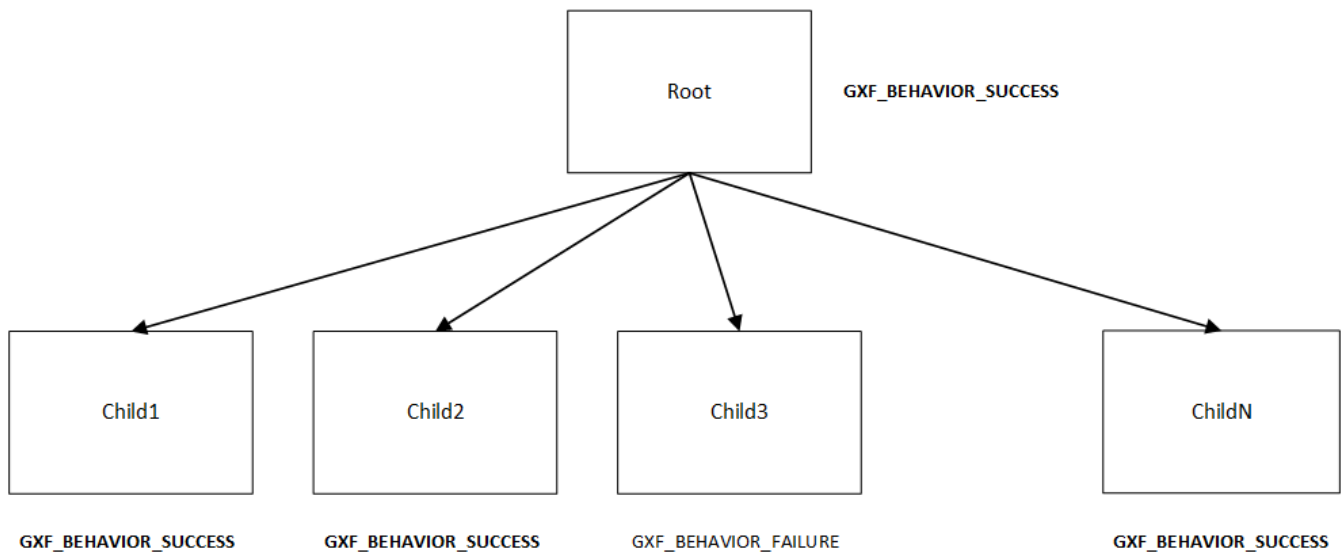 Root
GXF_BEHAVIOR_SUCCESS
Child1
Child2
Child3
ChildN
GXF_BEHAVIOR_SUCCESS
GXF_BEHAVIOR_SUCCESS
GXF_BEHAVIOR_FAILURE
GXF_BEHAVIOR_SUCCESS